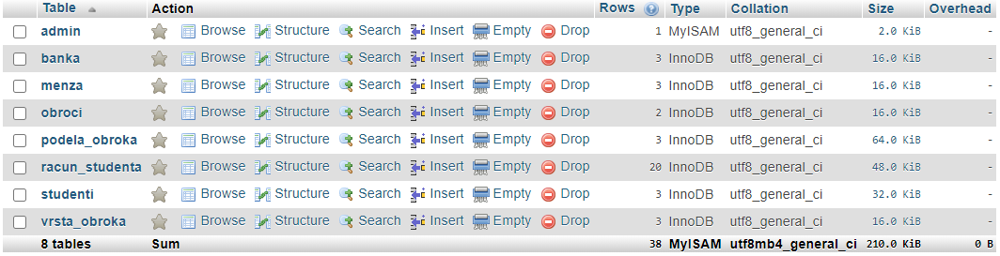 Table Action Rows Type Collation Size Overhead
admin Browse Structure Search Insert Empty Drop 1 MyISAM utf8_general_ci 2.0 KiB -
banka Browse Structure Search Insert Empty Drop 3 InnoDB utf8_general_ci 16.0 KiB -
menza Browse Structure Search Insert Empty Drop 3 InnoDB utf8_general_ci 16.0 KiB -
obroci Browse Structure Search Insert Empty Drop 2 InnoDB utf8_general_ci 16.0 KiB -
podela_obroka Browse Structure Search Insert Empty Drop 3 InnoDB utf8_general_ci 64.0 KiB -
racun_studenta Browse Structure Search Insert Empty Drop 20 InnoDB utf8_general_ci 48.0 KiB -
studenti Browse Structure Search Insert Empty Drop 3 InnoDB utf8_general_ci 32.0 KiB -
vrsta_obroka Browse Structure Search Insert Empty Drop 3 InnoDB utf8_general_ci 16.0 KiB -
8 tables Sum 38 MyISAM utf8mb4_general_ci 210.0 KiB 0 B